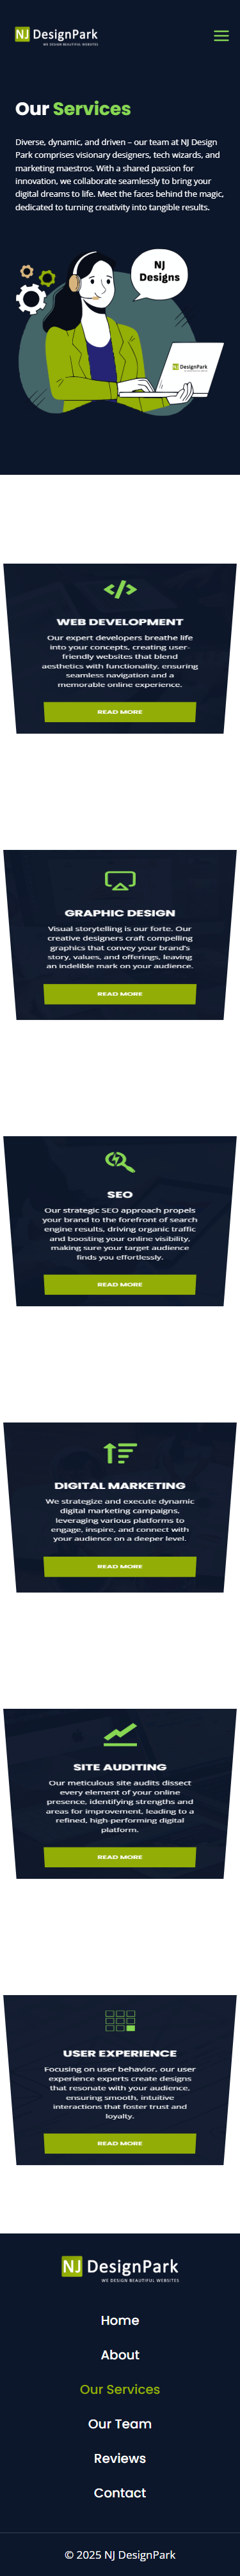 NJ DesignPark
WE DESIGN BEAUTIFUL WEBSITES
Our Services
Diverse, dynamic, and driven – our team at NJ Design
Park comprises visionary designers, tech wizards, and
marketing maestros. With a shared passion for
innovation, we collaborate seamlessly to bring your
digital dreams to life. Meet the faces behind the magic,
dedicated to turning creativity into tangible results.
NJ
Designs
NJ DesignPark
WEB DEVELOPMENT
Our expert developers breathe life
into your concepts, creating user-
friendly websites that blend
aesthetics with functionality, ensuring
seamless navigation and a
memorable online experience.
READ MORE
GRAPHIC DESIGN
Visual storytelling is our forte. Our
creative designers craft compelling
graphics that convey your brand's
story, values, and offerings, leaving
an indelible mark on your audience.
READ MORE
SEO
Our strategic SEO approach propels
your brand to the forefront of search
engine results, driving organic traffic
and boosting your online visibility,
making sure your target audience
finds you effortlessly.
READ MORE
DIGITAL MARKETING
We strategize and execute dynamic
digital marketing campaigns,
leveraging various platforms to
engage, inspire, and connect with
your audience on a deeper level.
READ MORE
SITE AUDITING
Our meticulous site audits dissect
every element of your online
presence, identifying strengths and
areas for improvement, leading to a
refined, high-performing digital
platform.
READ MORE
USER EXPERIENCE
Focusing on user behavior, our user
experience experts create designs
that resonate with your audience,
ensuring smooth, intuitive
interactions that foster trust and
loyalty.
READ MORE
NJ DesignPark
WE DESIGN BEAUTIFUL WEBSITES
Home
About
Our Services
Our Team
Reviews
Contact
© 2025 NJ DesignPark